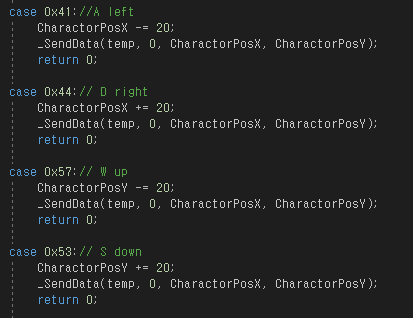 case 0x41://A left
CharactorPosX -= 20;
_SendData(temp, 0, CharactorPosX, CharactorPosY);
return 0;
case 0x44:// D right
CharactorPosX += 20;
_SendData(temp, 0, CharactorPosX, CharactorPosY);
return 0;
case 0x57:// W up
CharactorPosY -= 20;
_SendData(temp, 0, CharactorPosX, CharactorPosY);
return 0;
case 0x53:// S down
CharactorPosY += 20;
_SendData(temp, 0, CharactorPosX, CharactorPosY);
return 0;